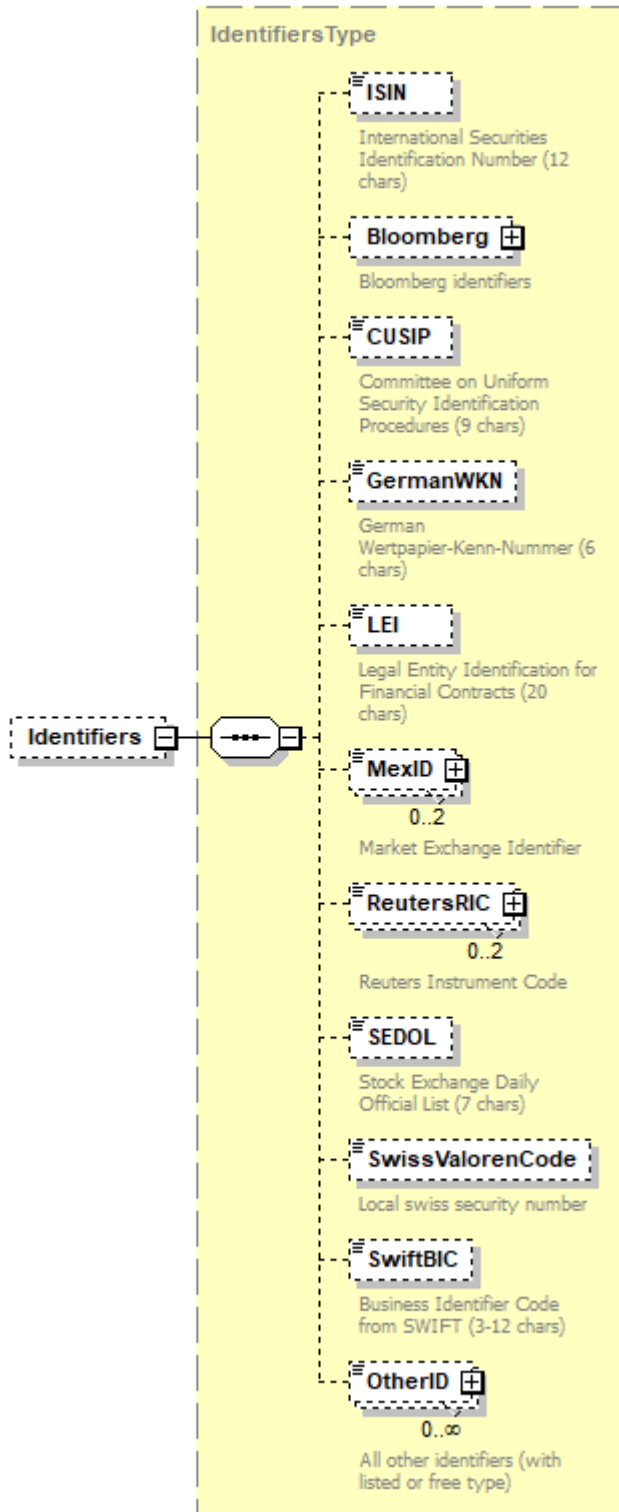 IdentifiersType
ISIN
International Securities
Identification Number (12
chars)
Bloomberg
Bloomberg identifiers
CUSIP
Committee on Uniform
Security Identification
Procedures (9 chars)
GermanWKN
German
Wertpapier-Kenn-Nummer (6
chars)
LEI
Legal Entity Identification for
Financial Contracts (20
chars)
Identifiers
MexID
0..2
Market Exchange Identifier
ReutersRIC
0..2
Reuters Instrument Code
SEDOL
Stock Exchange Daily
Official List (7 chars)
SwissValorenCode
Local swiss security number
SwiftBIC
Business Identifier Code
from SWIFT (3-12 chars)
OtherID
0..∞
All other identifiers (with
listed or free type)